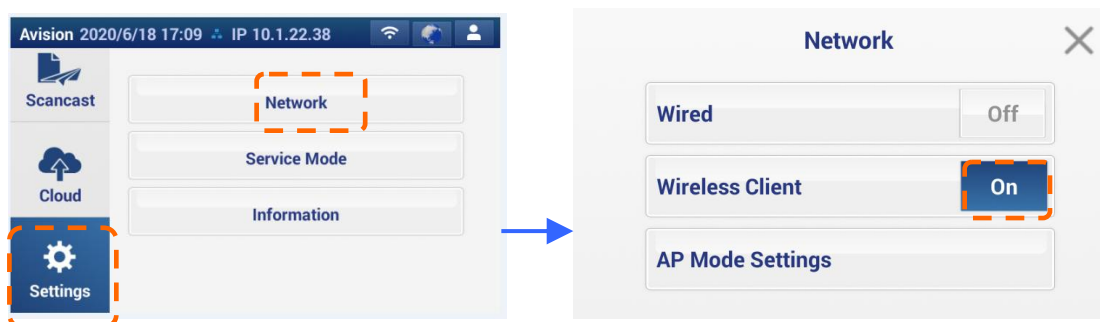 Avision 2020/6/18 17:09 IP 10.1.22.38
Scancast
Cloud
Settings
Network
Service Mode
Information
Network
Wired Off
Wireless Client On
AP Mode Settings